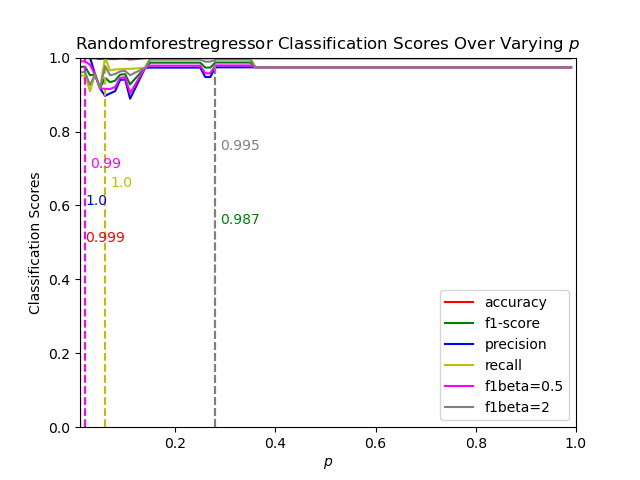 Randomforestregressor Classification Scores Over Varying p
1.0
0.8
0.6
0.4
0.2
0.0
Classification Scores
0.995
0.99
1.0
1.0
0.987
0.999
accuracy
f1-score
precision
recall
f1beta=0.5
f1beta=2
0.2
0.4
0.6
0.8
1.0
p